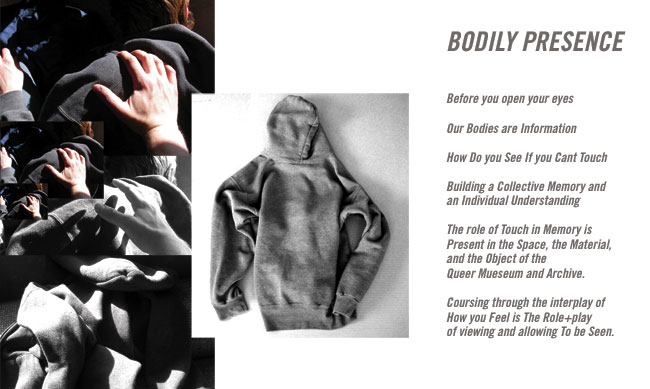 BODILY PRESENCE
Before you open your eyes
Our Bodies are Information
How Do you See If you Cant Touch
Building a Collective Memory and
an Individual Understanding
The role of Touch in Memory is
Present in the Space, the Material,
and the Object of the
Queer Mueseum and Archive.
Coursing through the interplay of
How you Feel is The Role+play
of viewing and allowing To be Seen.